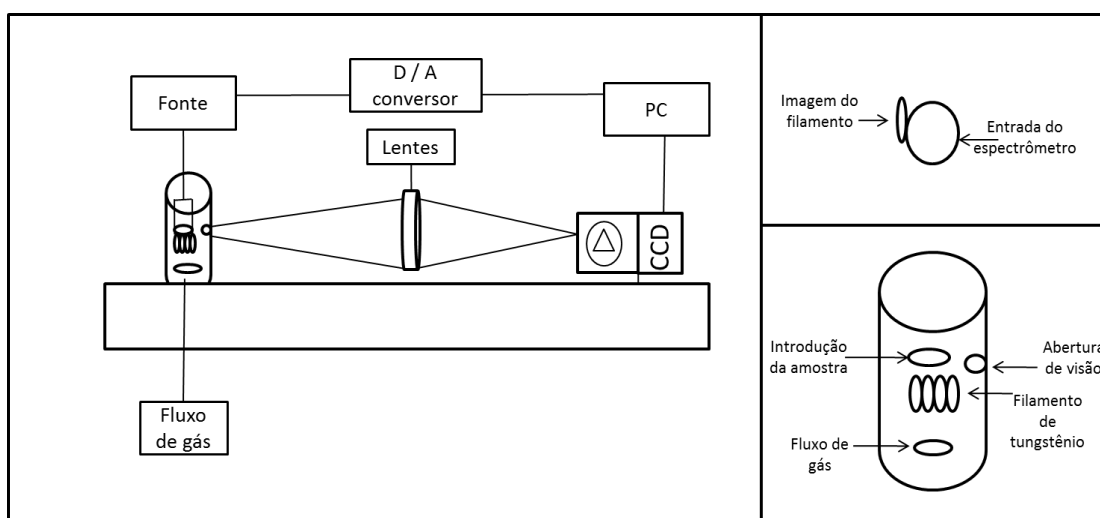 Fonte
D / A
conversor
PC
Lentes
CCD
Fluxo
de gás
Imagem do
filamento
Entrada do
espectrômetro
Introdução
da amostra
Abertura
de visão
Filamento
de
tungstênio
Fluxo de
gás